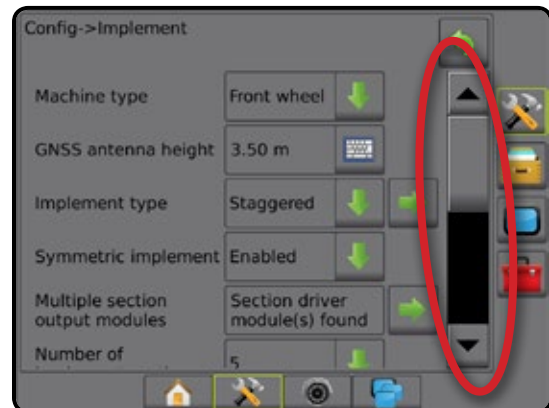 Config->Implement
Machine type
Front wheel
GNSS antenna height
3.50 m
Implement type
Staggered
Symmetric implement
Enabled
Multiple section
output modules
Section driver
module(s) found
Number of
5